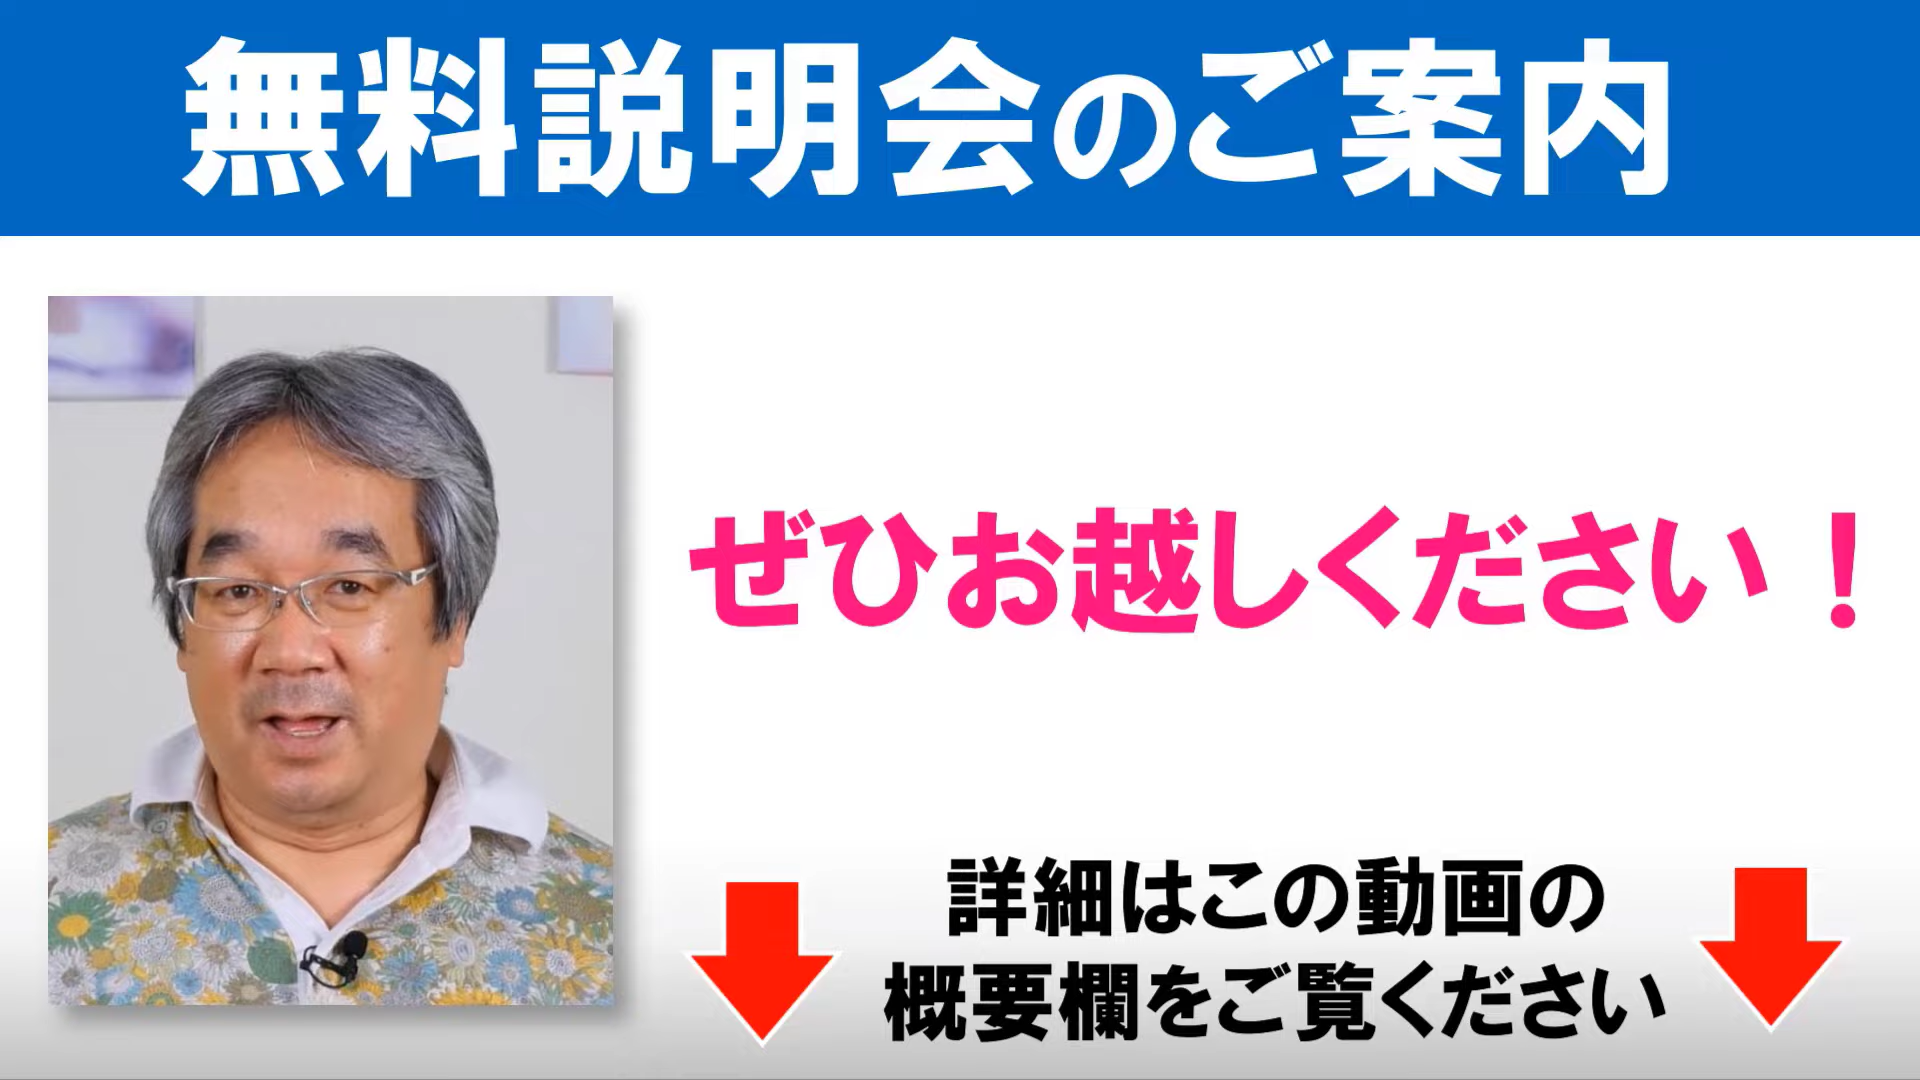 無料説明会のご案内
ぜひお越しください！
詳細はこの動画の
概要欄をご覧ください